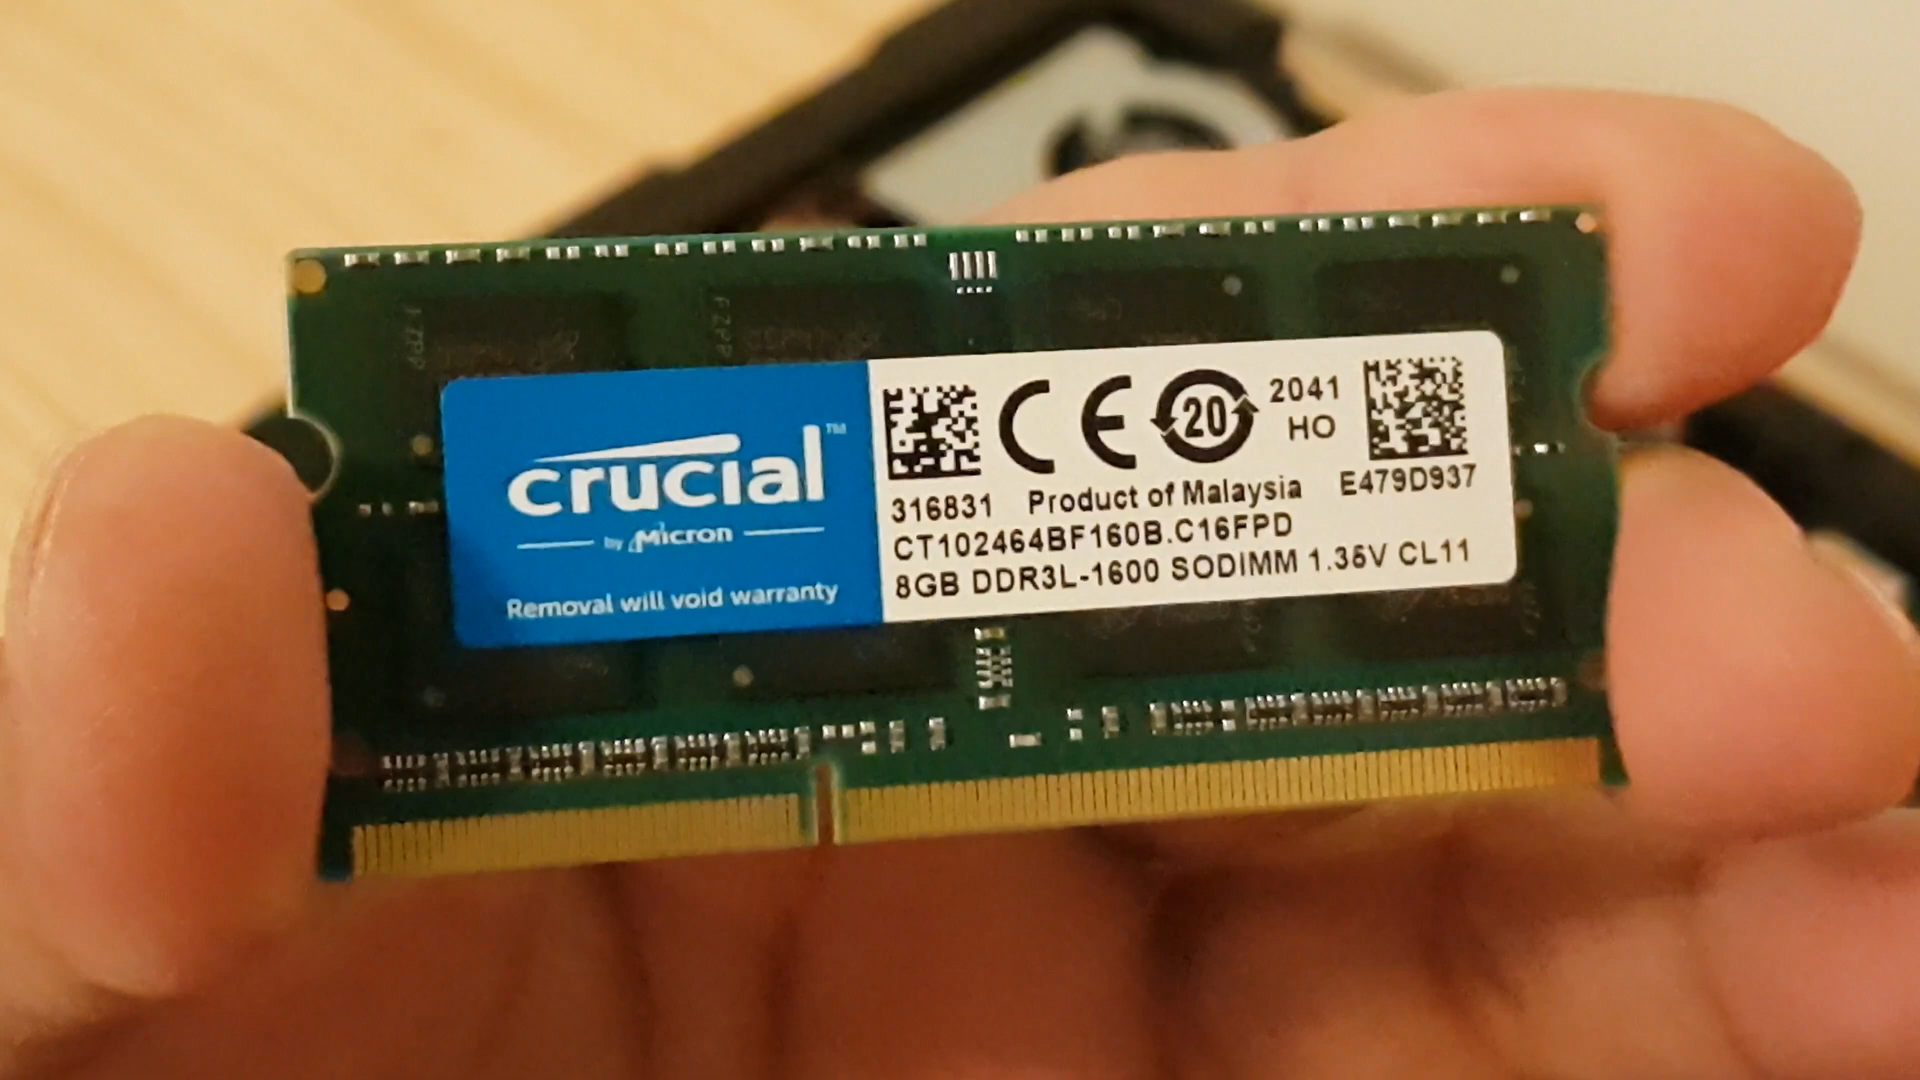 crucial™
by Micron
Removal will void warranty
CE 20 2041
HO
316831 Product of Malaysia E479D937
CT102464BF160B.C16FPD
8GB DDR3L-1600 SODIMM 1.35V CL11